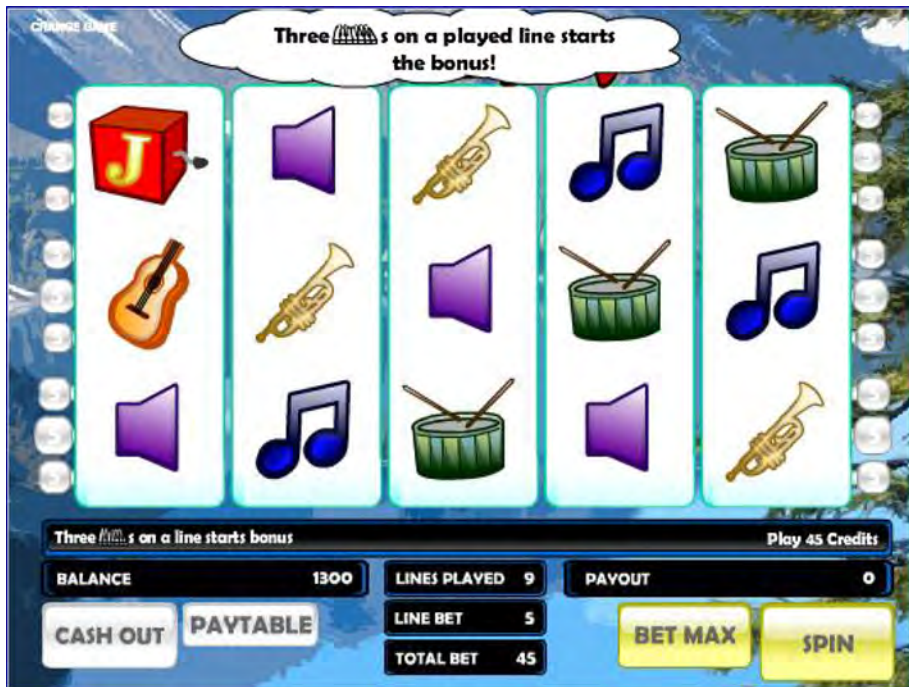 CHANGE GAME
Three s on a played line starts
the bonus!
J
Three s on a line starts bonus Play 45 Credits
BALANCE 1300 LINES PLAYED 9 PAYOUT 0
LINE BET 5
TOTAL BET 45
CASH OUT PAYTABLE BET MAX SPIN